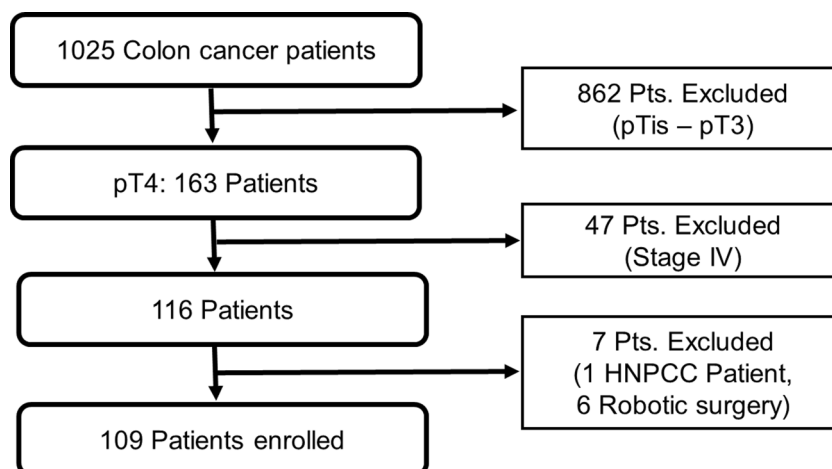 1025 Colon cancer patients
862 Pts. Excluded
(pTis – pT3)
pT4: 163 Patients
47 Pts. Excluded
(Stage IV)
116 Patients
7 Pts. Excluded
(1 HNPCC Patient,
6 Robotic surgery)
109 Patients enrolled